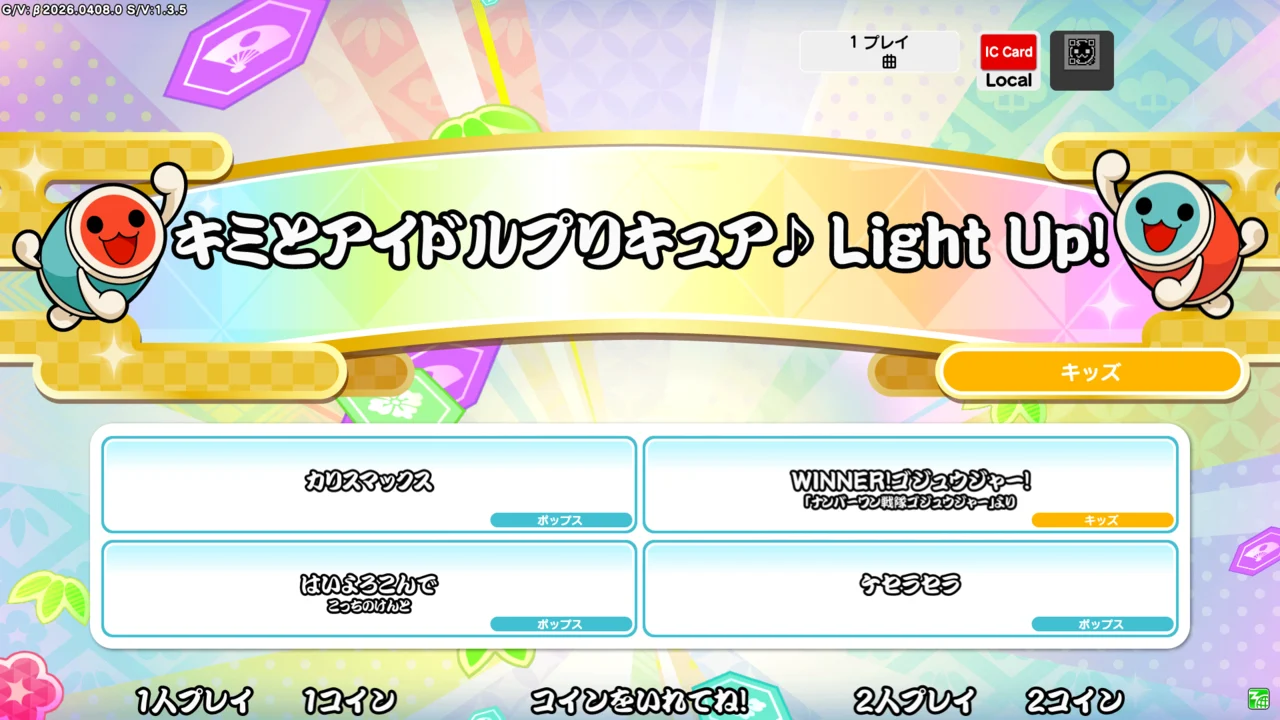 G/V:β2026.0408.0 S/V:1.3.5
1 プレイ
曲
IC Card
Local
キミとアイドルプリキュア♪ Light Up!
キッズ
カリスマックス
ポップス
WINNER!ゴジュウジャー!
「ナンバーワン戦隊ゴジュウジャー」より
キッズ
はいよろこんで
こっちのけんと
ポップス
ケセラセラ
ポップス
1人プレイ 1コイン コインをいれてね! 2人プレイ 2コイン